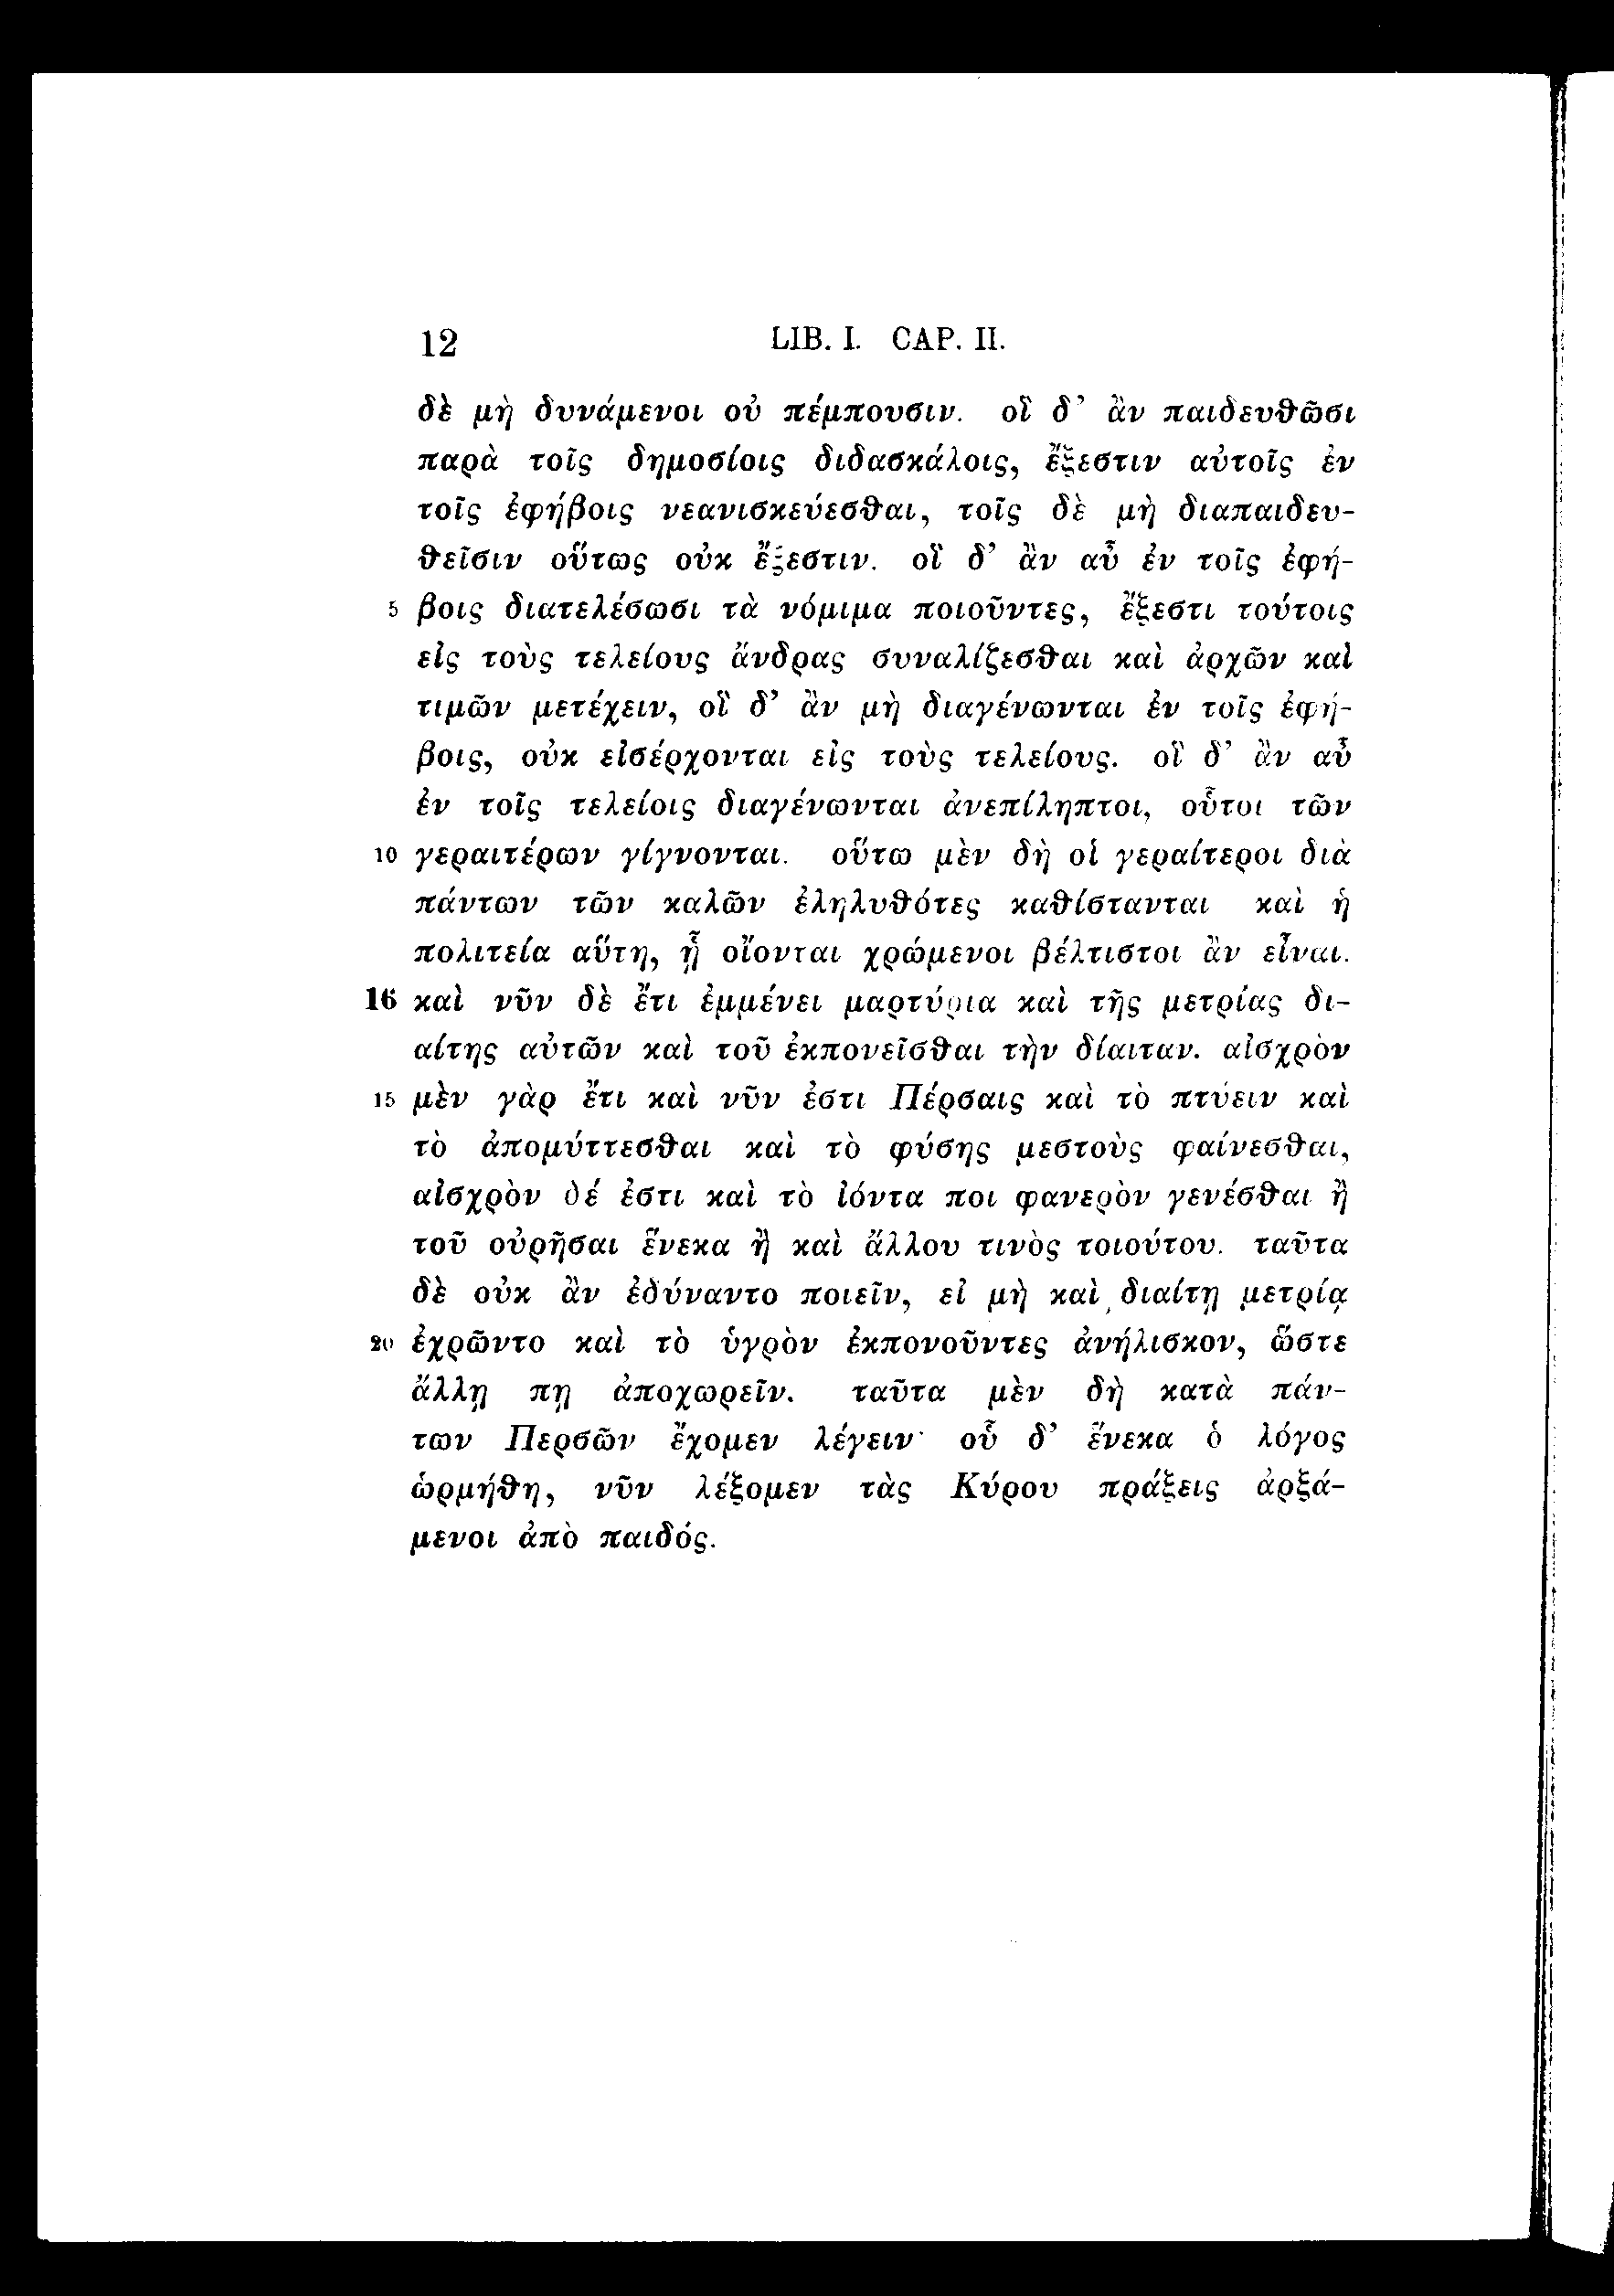 12 LIB. I. CAP. II.
δὲ μὴ δυνάμενοι οὐ πέμπουσιν. οἳ δ’ ἂν παιδευϑῶσι
παρὰ τοῖς δημοσίοις διδασκάλοις, ἔξεστιν αὐτοῖς ἐν
τοῖς ἐφήβοις νεανισκεύεσϑαι, τοῖς δὲ μὴ διαπαιδευ-
ϑεῖσιν οὕτως οὐκ ἔξεστιν. οἳ δ’ ἂν αὖ ἐν τοῖς ἐφή-
5 βοις διατελέσωσι τὰ νόμιμα ποιοῦντες, ἔξεστι τούτοις
εἰς τοὺς τελείους ἄνδρας συναλίζεσϑαι καὶ ἀρχῶν καὶ
τιμῶν μετέχειν, οἳ δ’ ἂν μὴ διαγένωνται ἐν τοῖς ἐφή-
βοις, οὐκ εἰσέρχονται εἰς τοὺς τελείους. οἳ δ’ ἂν αὖ
ἐν τοῖς τελείοις διαγένωνται ἀνεπίληπτοι, οὗτοι τῶν
10 γεραιτέρων γίγνονται. οὕτω μὲν δὴ οἱ γεραίτεροι διὰ
πάντων τῶν καλῶν ἐληλυϑότες καϑίστανται καὶ ἡ
πολιτεία αὕτη, ᾗ οἴονται χρώμενοι βέλτιστοι ἂν εἶναι.
16 καὶ νῦν δὲ ἔτι ἐμμένει μαρτύρια καὶ τῆς μετρίας δι-
αίτης αὐτῶν καὶ τοῦ ἐκπονεῖσϑαι τὴν δίαιταν. αἰσχρὸν
15 μὲν γὰρ ἔτι καὶ νῦν ἐστι Πέρσαις καὶ τὸ πτύειν καὶ
τὸ ἀπομύττεσϑαι καὶ τὸ φύσης μεστοὺς φαίνεσϑαι,
αἰσχρὸν δέ ἐστι καὶ τὸ ἰόντα ποι φανερὸν γενέσϑαι ἢ
τοῦ οὐρῆσαι ἕνεκα ἢ καὶ ἄλλου τινὸς τοιούτου. ταῦτα
δὲ οὐκ ἂν ἐδύναντο ποιεῖν, εἰ μὴ καὶ διαίτῃ μετρίᾳ
20 ἐχρῶντο καὶ τὸ ὑγρὸν ἐκπονοῦντες ἀνήλισκον, ὥστε
ἄλλῃ πῃ ἀποχωρεῖν. ταῦτα μὲν δὴ κατὰ πάν-
των Περσῶν ἔχομεν λέγειν· οὗ δ’ ἕνεκα ὁ λόγος
ὡρμήϑη, νῦν λέξομεν τὰς Κύρου πράξεις ἀρξά-
μενοι ἀπὸ παιδός.